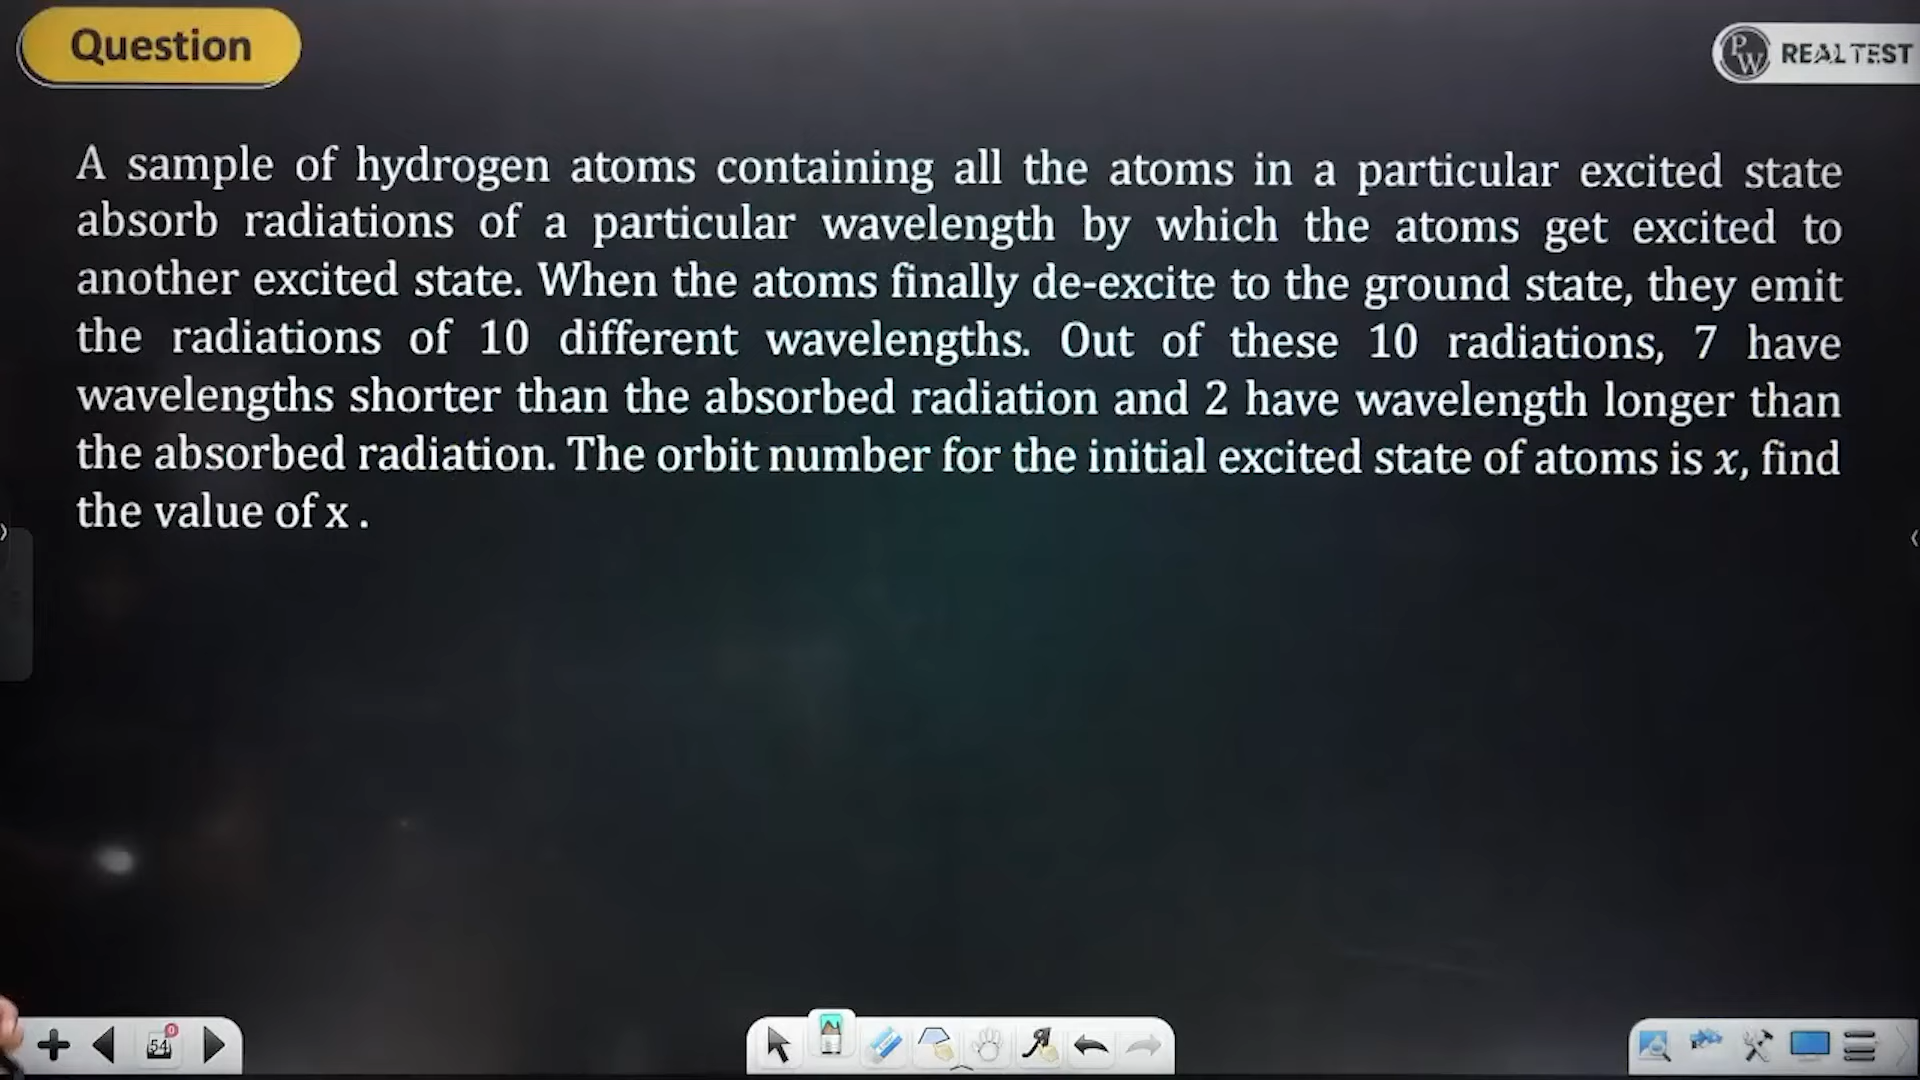 Question
PW REAL TEST
A sample of hydrogen atoms containing all the atoms in a particular excited state
absorb radiations of a particular wavelength by which the atoms get excited to
another excited state. When the atoms finally de-excite to the ground state, they emit
the radiations of 10 different wavelengths. Out of these 10 radiations, 7 have
wavelengths shorter than the absorbed radiation and 2 have wavelength longer than
the absorbed radiation. The orbit number for the initial excited state of atoms is x, find
the value of x .
54
0